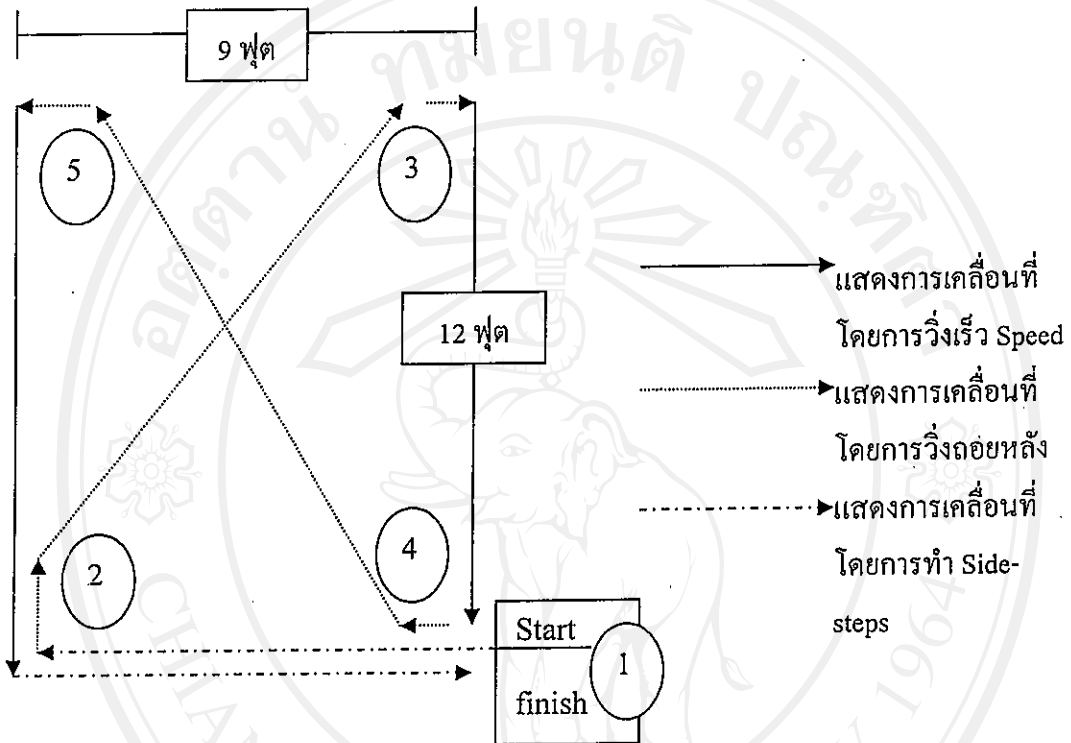 9 ฟุต
5
3
12 ฟุต
2
4
Start
1
finish
แสดงการเคลื่อนที่
โดยการวิ่งเร็ว Speed
แสดงการเคลื่อนที่
โดยการวิ่งถอยหลัง
แสดงการเคลื่อนที่
โดยการทำ Side-
steps
1964